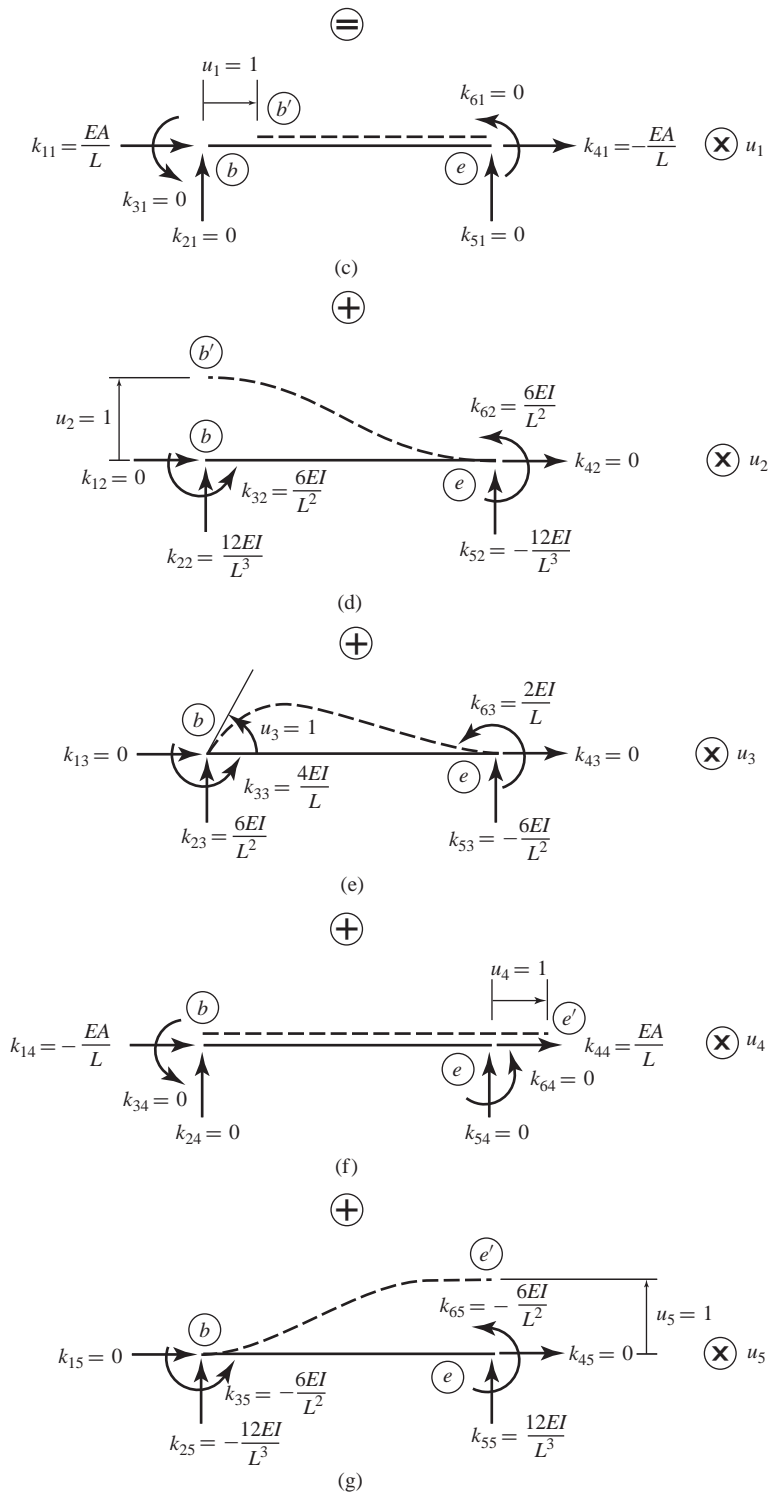 =
u₁ = 1
b′
k₆₁ = 0
k₁₁ = EA/L
k₄₁ = −EA/L
× u₁
b
e
k₃₁ = 0
k₂₁ = 0
k₅₁ = 0
(c)
+
b′
u₂ = 1
b
k₆₂ = 6EI/L²
k₁₂ = 0
k₃₂ = 6EI/L²
e
k₄₂ = 0
× u₂
k₂₂ = 12EI/L³
k₅₂ = −12EI/L³
(d)
+
b
u₃ = 1
k₆₃ = 2EI/L
k₁₃ = 0
k₃₃ = 4EI/L
e
k₄₃ = 0
× u₃
k₂₃ = 6EI/L²
k₅₃ = −6EI/L²
(e)
+
u₄ = 1
b
e′
k₁₄ = −EA/L
k₄₄ = EA/L
× u₄
e
k₃₄ = 0
k₆₄ = 0
k₂₄ = 0
k₅₄ = 0
(f)
+
e′
k₆₅ = −6EI/L²
u₅ = 1
b
k₁₅ = 0
k₄₅ = 0
× u₅
k₃₅ = −6EI/L²
e
k₂₅ = −12EI/L³
k₅₅ = 12EI/L³
(g)